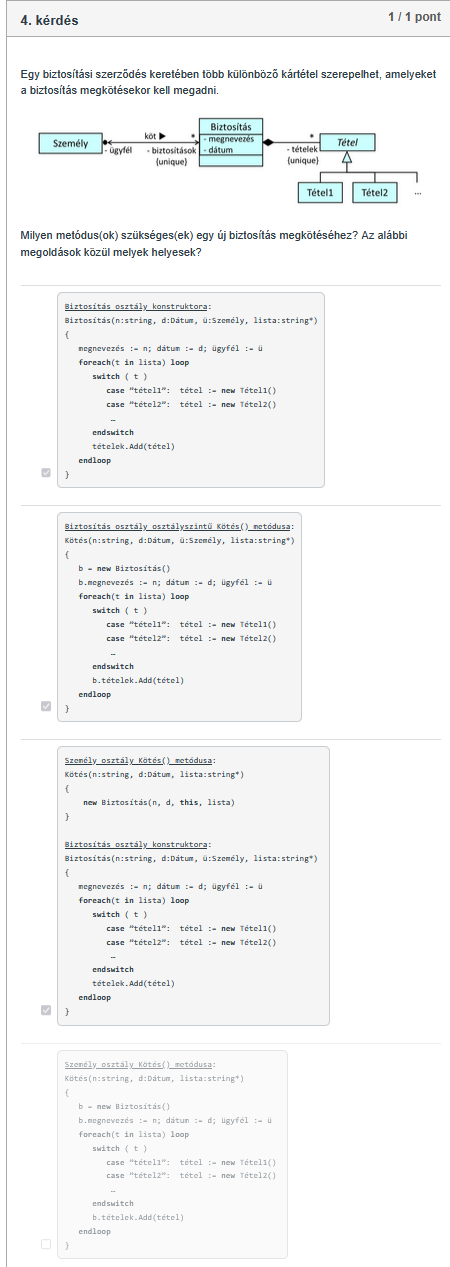 4. kérdés
1 / 1 pont
Egy biztosítási szerződés keretében több különböző kártétel szerepelhet, amelyeket
a biztosítás megkötésekor kell megadni.
Személy
- ügyfél
köt ▶
*
- biztosítások
{unique}
Biztosítás
- megnevezés
- dátum
*
- tételek
{unique}
Tétel
Tétel1
Tétel2
...
Milyen metódus(ok) szükséges(ek) egy új biztosítás megkötéséhez? Az alábbi
megoldások közül melyek helyesek?
Biztosítás osztály konstruktora:
Biztosítás(n:string, d:Dátum, ü:Személy, lista:string*)
{
megnevezés := n; dátum := d; ügyfél := ü
foreach(t in lista) loop
switch ( t )
case "tétel1": tétel := new Tétel1()
case "tétel2": tétel := new Tétel2()
…
endswitch
tételek.Add(tétel)
endloop
}
Biztosítás osztály osztályszintű Kötés() metódusa:
Kötés(n:string, d:Dátum, ü:Személy, lista:string*)
{
b = new Biztosítás()
b.megnevezés := n; dátum := d; ügyfél := ü
foreach(t in lista) loop
switch ( t )
case "tétel1": tétel := new Tétel1()
case "tétel2": tétel := new Tétel2()
…
endswitch
b.tételek.Add(tétel)
endloop
}
Személy osztály Kötés() metódusa:
Kötés(n:string, d:Dátum, lista:string*)
{
new Biztosítás(n, d, this, lista)
}
Biztosítás osztály konstruktora:
Biztosítás(n:string, d:Dátum, ü:Személy, lista:string*)
{
megnevezés := n; dátum := d; ügyfél := ü
foreach(t in lista) loop
switch ( t )
case "tétel1": tétel := new Tétel1()
case "tétel2": tétel := new Tétel2()
…
endswitch
tételek.Add(tétel)
endloop
}
Személy osztály Kötés() metódusa:
Kötés(n:string, d:Dátum, lista:string*)
{
b = new Biztosítás()
b.megnevezés := n; dátum := d; ügyfél := ü
foreach(t in lista) loop
switch ( t )
case "tétel1": tétel := new Tétel1()
case "tétel2": tétel := new Tétel2()
…
endswitch
b.tételek.Add(tétel)
endloop
}